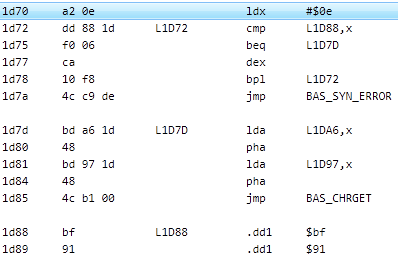 1d70 a2 0e ldx #$0e
1d72 dd 88 1d L1D72 cmp L1D88,x
1d75 f0 06 beq L1D7D
1d77 ca dex
1d78 10 f8 bpl L1D72
1d7a 4c c9 de jmp BAS_SYN_ERROR
1d7d bd a6 1d L1D7D lda L1DA6,x
1d80 48 pha
1d81 bd 97 1d lda L1D97,x
1d84 48 pha
1d85 4c b1 00 jmp BAS_CHRGET
1d88 bf L1D88 .dd1 $bf
1d89 91 .dd1 $91